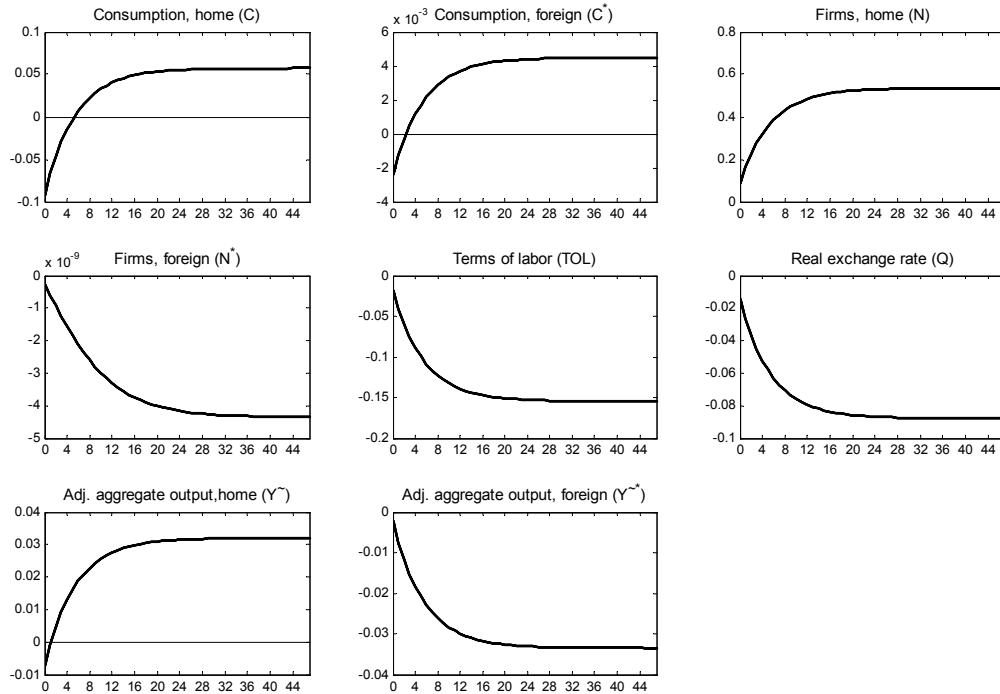 Consumption, home (C)
0.1
0.05
0
-0.05
-0.1
0 4 8 12 16 20 24 28 32 36 40 44
x 10^-3 Consumption, foreign (C^*)
6
4
2
0
-2
-4
0 4 8 12 16 20 24 28 32 36 40 44
Firms, home (N)
0.8
0.6
0.4
0.2
0
0 4 8 12 16 20 24 28 32 36 40 44
x 10^-9 Firms, foreign (N^*)
0
-1
-2
-3
-4
-5
0 4 8 12 16 20 24 28 32 36 40 44
Terms of labor (TOL)
0
-0.05
-0.1
-0.15
-0.2
0 4 8 12 16 20 24 28 32 36 40 44
Real exchange rate (Q)
0
-0.02
-0.04
-0.06
-0.08
-0.1
0 4 8 12 16 20 24 28 32 36 40 44
Adj. aggregate output,home (Y^~)
0.04
0.03
0.02
0.01
0
-0.01
0 4 8 12 16 20 24 28 32 36 40 44
Adj. aggregate output, foreign (Y^~*)
0
-0.01
-0.02
-0.03
-0.04
0 4 8 12 16 20 24 28 32 36 40 44